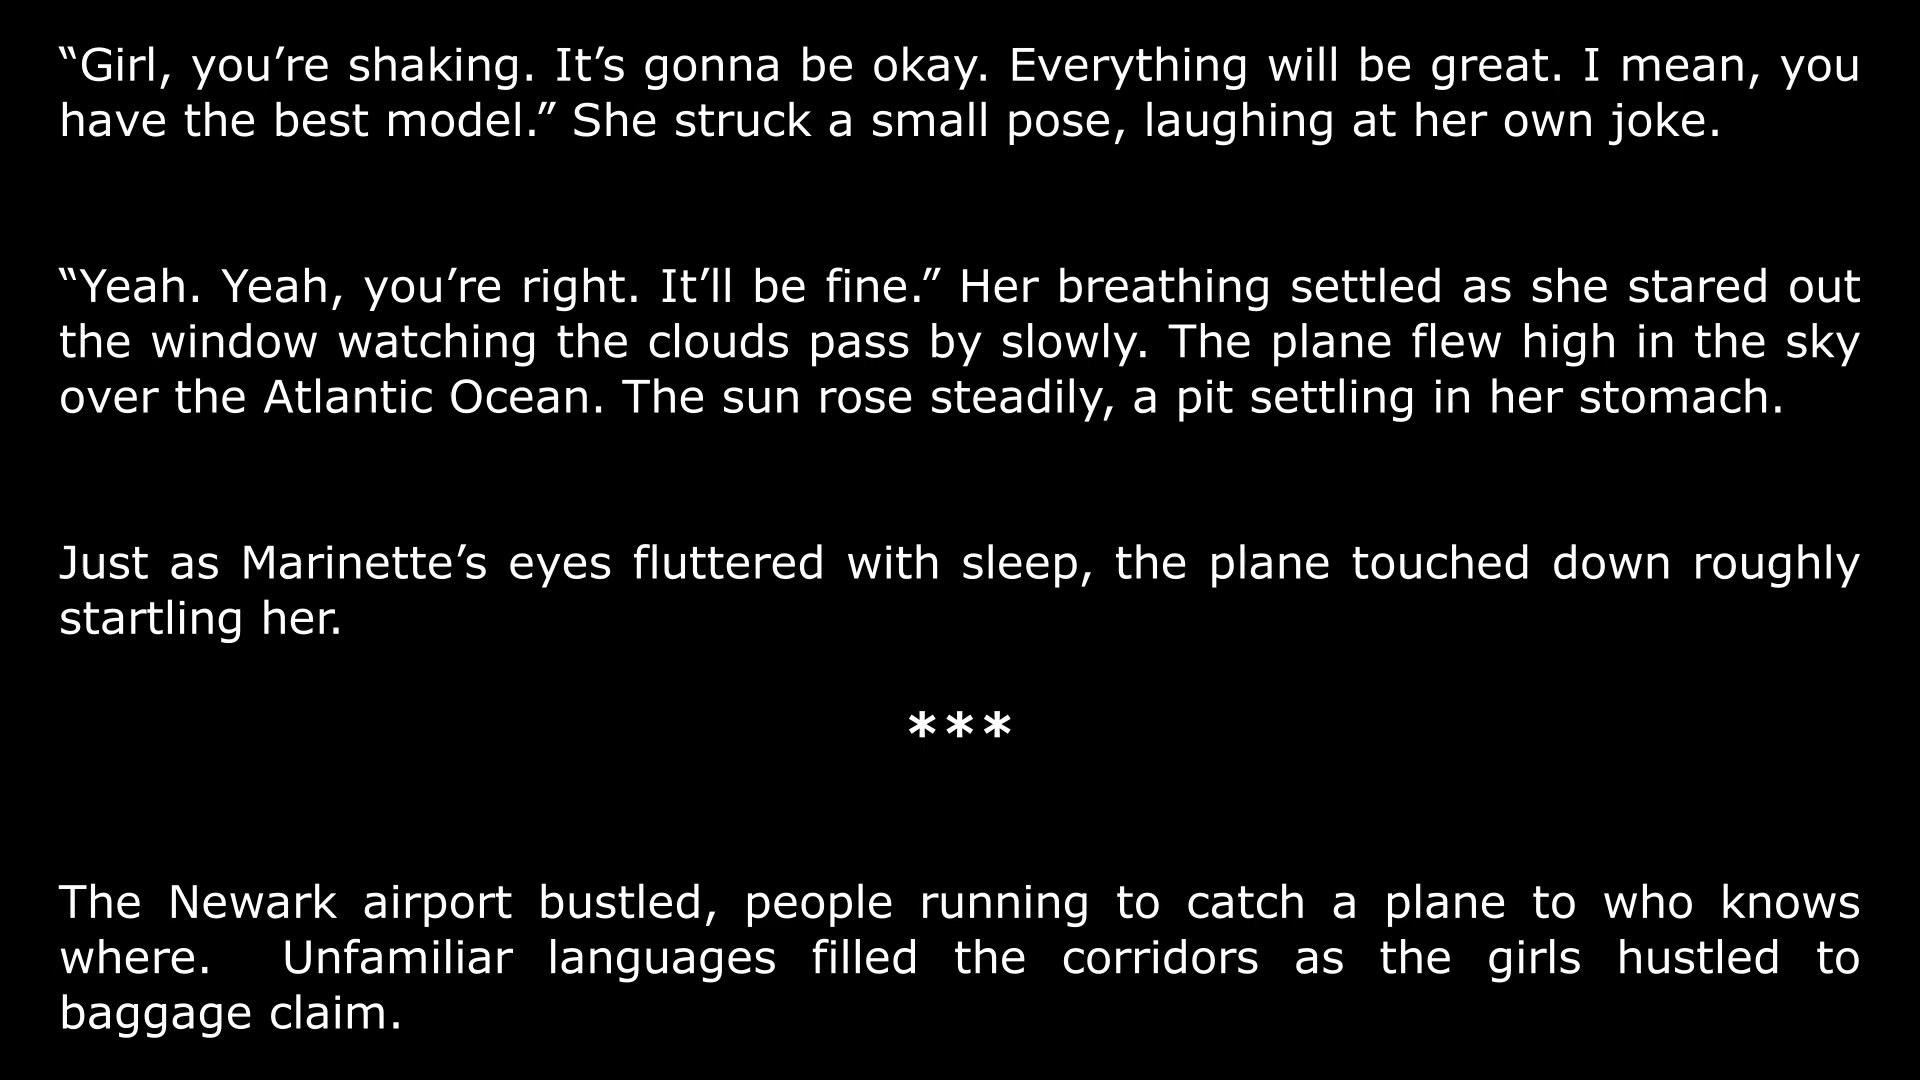 “Girl, you’re shaking. It’s gonna be okay. Everything will be great. I mean, you
have the best model.” She struck a small pose, laughing at her own joke.
“Yeah. Yeah, you’re right. It’ll be fine.” Her breathing settled as she stared out
the window watching the clouds pass by slowly. The plane flew high in the sky
over the Atlantic Ocean. The sun rose steadily, a pit settling in her stomach.
Just as Marinette’s eyes fluttered with sleep, the plane touched down roughly
startling her.
***
The Newark airport bustled, people running to catch a plane to who knows
where.  Unfamiliar languages filled the corridors as the girls hustled to
baggage claim.